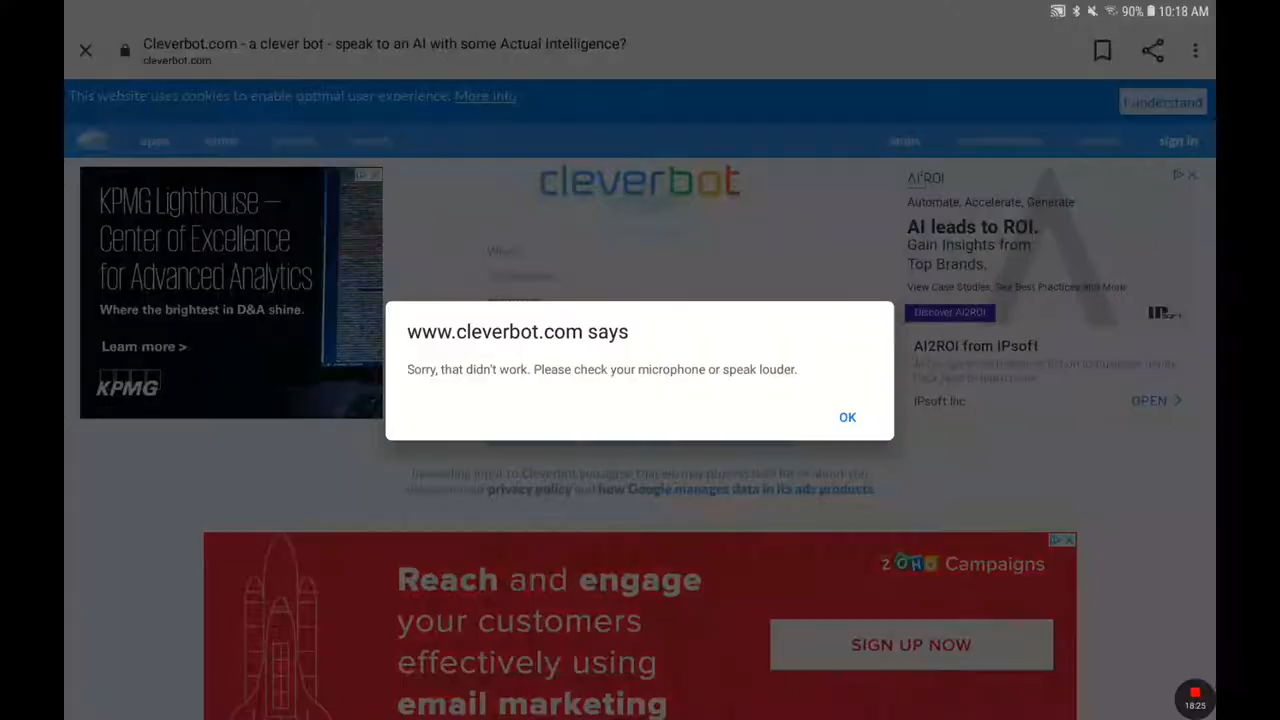 90% 10:18 AM
Cleverbot.com - a clever bot - speak to an AI with some Actual Intelligence?
cleverbot.com
This website uses cookies to enable optimal user experience. More info
I understand
apps
sign in
KPMG Lighthouse —
Center of Excellence
for Advanced Analytics
Where the brightest in D&A shine.
Learn more >
KPMG
cleverbot
AI²ROI
Automate, Accelerate, Generate
AI leads to ROI.
Gain Insights from
Top Brands.
View Case Studies, See Best Practices and More
Discover AI2ROI
IPsoft
AI2ROI from IPsoft
IPsoft Inc
OPEN >
www.cleverbot.com says
Sorry, that didn't work. Please check your microphone or speak louder.
OK
privacy policy and how Google manages data in its ads products
Reach and engage
your customers
effectively using
email marketing
ZOHO Campaigns
SIGN UP NOW
18:25